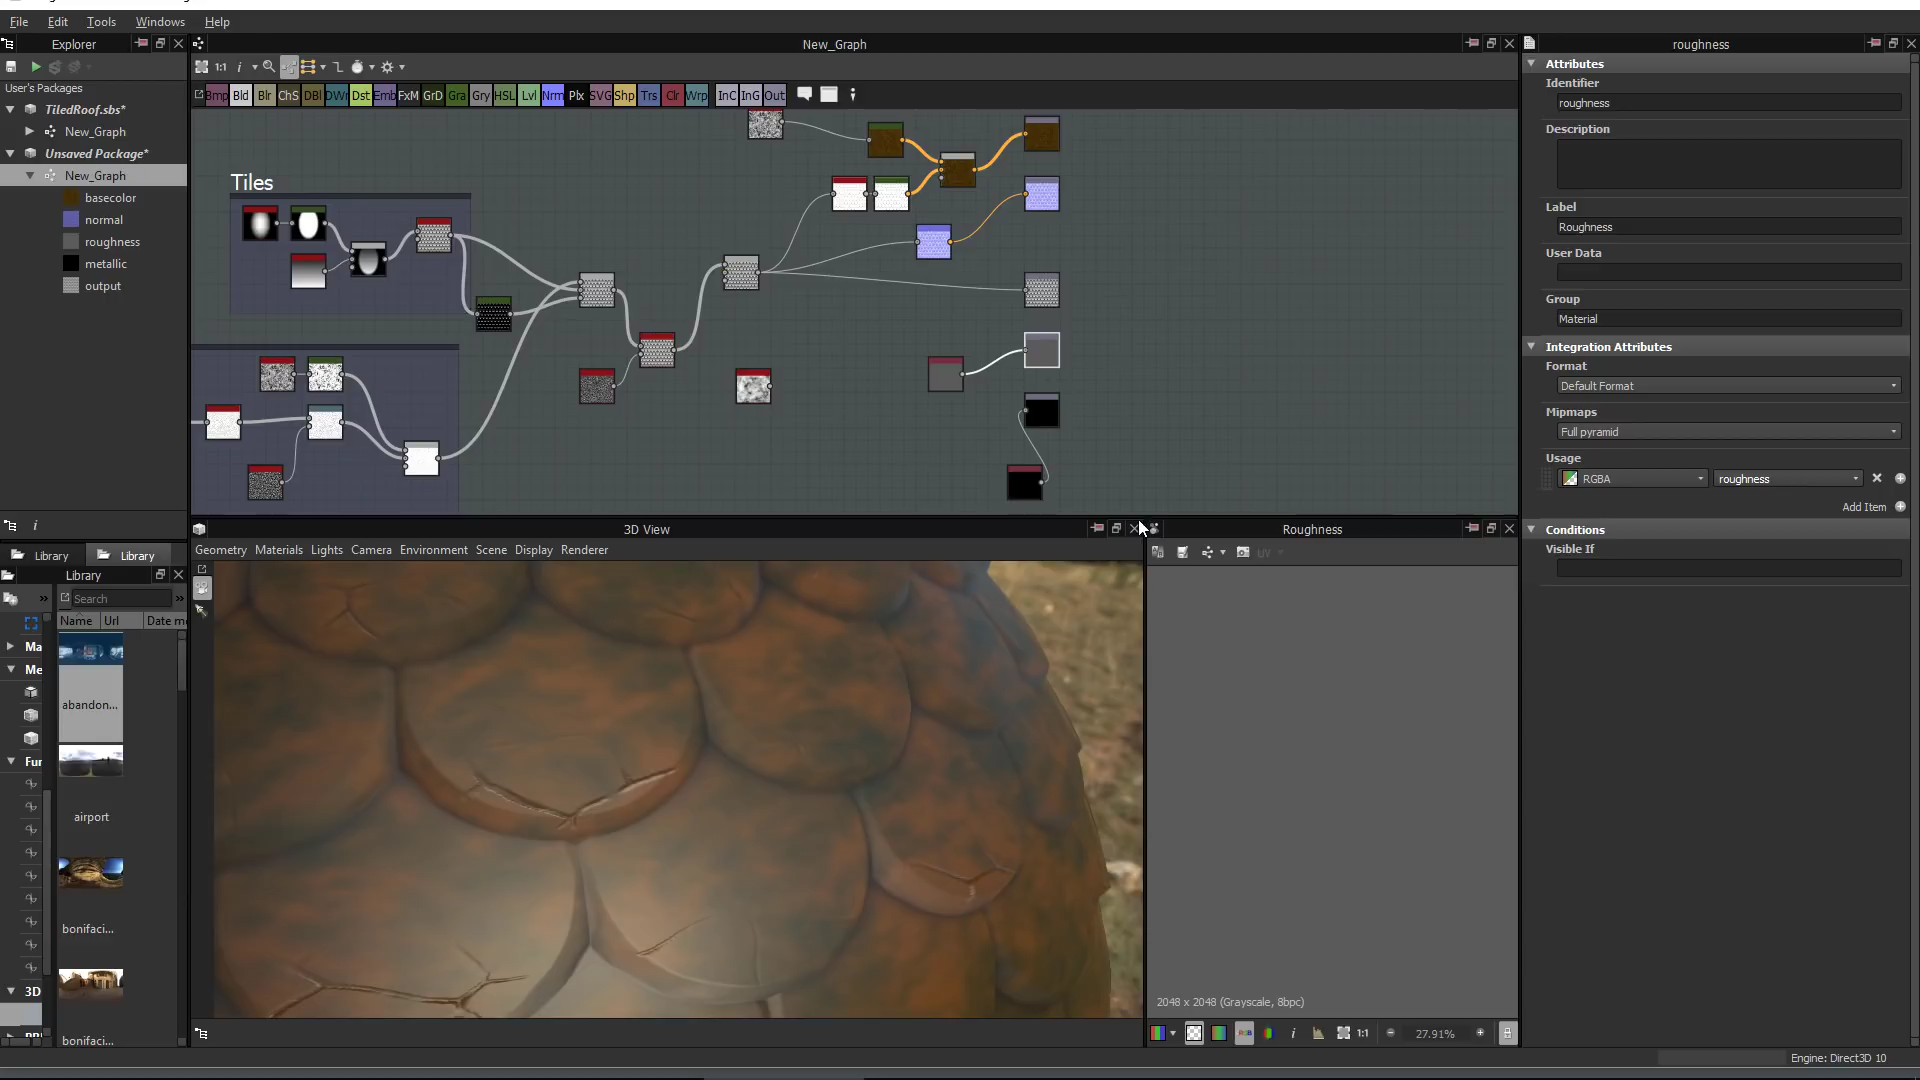 File Edit Tools Windows Help
Explorer
New_Graph
roughness
1:1
User's Packages
TiledRoof.sbs*
New_Graph
Unsaved Package*
New_Graph
basecolor
normal
roughness
metallic
output
Bmp Bld Blr ChS DBl DWr Dst Emb FxM GrD Gra Gry HSL Lvl Nrm Plx SVG Shp Trs Clr Wrp InC InG Out
Tiles
Attributes
Identifier
roughness
Description
Label
Roughness
User Data
Group
Material
Integration Attributes
Format
Default Format
Mipmaps
Full pyramid
Usage
RGBA
roughness
Add Item
Conditions
Visible If
Library
Library
Library
Search
Name Url Date m
Ma
Me
Fur
3D
abandon...
airport
bonifaci...
bonifaci...
3D View
Geometry Materials Lights Camera Environment Scene Display Renderer
Roughness
UV
2048 x 2048 (Grayscale, 8bpc)
1:1
27.91%
Engine: Direct3D 10